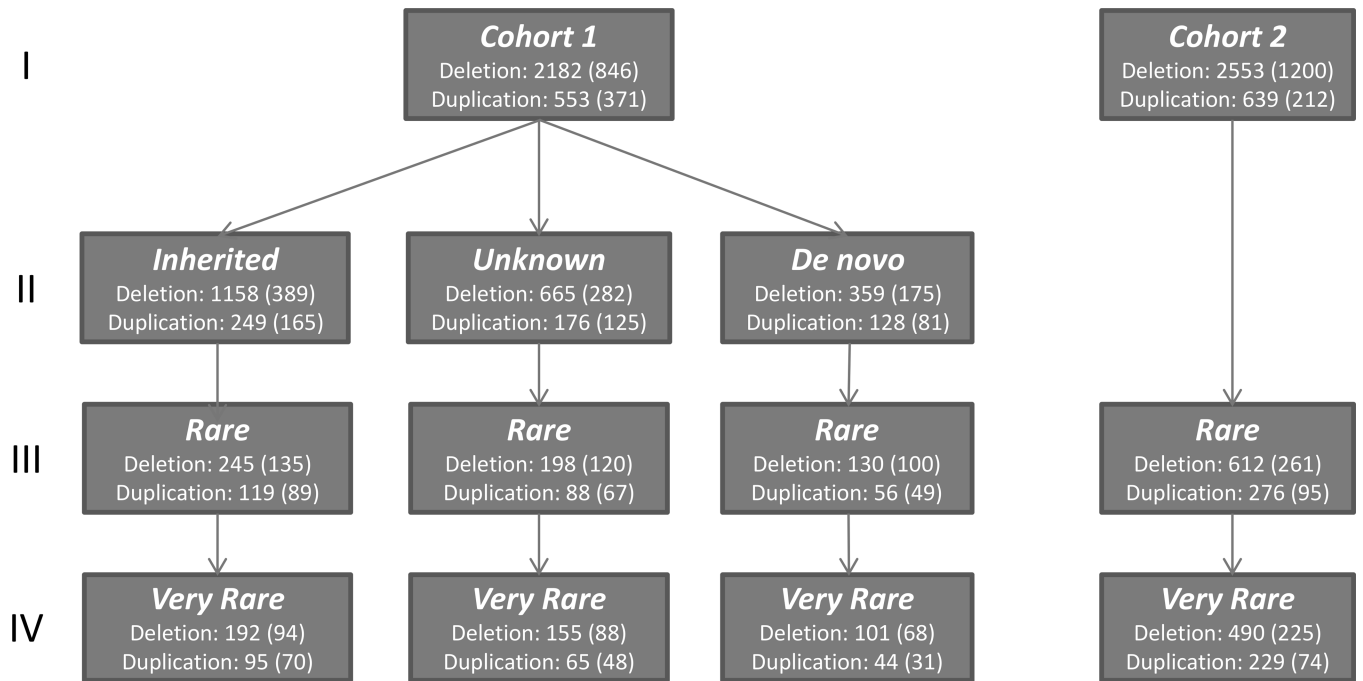 I
Cohort 1
Deletion: 2182 (846)
Duplication: 553 (371)
Cohort 2
Deletion: 2553 (1200)
Duplication: 639 (212)
II
Inherited
Deletion: 1158 (389)
Duplication: 249 (165)
Unknown
Deletion: 665 (282)
Duplication: 176 (125)
De novo
Deletion: 359 (175)
Duplication: 128 (81)
III
Rare
Deletion: 245 (135)
Duplication: 119 (89)
Rare
Deletion: 198 (120)
Duplication: 88 (67)
Rare
Deletion: 130 (100)
Duplication: 56 (49)
Rare
Deletion: 612 (261)
Duplication: 276 (95)
IV
Very Rare
Deletion: 192 (94)
Duplication: 95 (70)
Very Rare
Deletion: 155 (88)
Duplication: 65 (48)
Very Rare
Deletion: 101 (68)
Duplication: 44 (31)
Very Rare
Deletion: 490 (225)
Duplication: 229 (74)